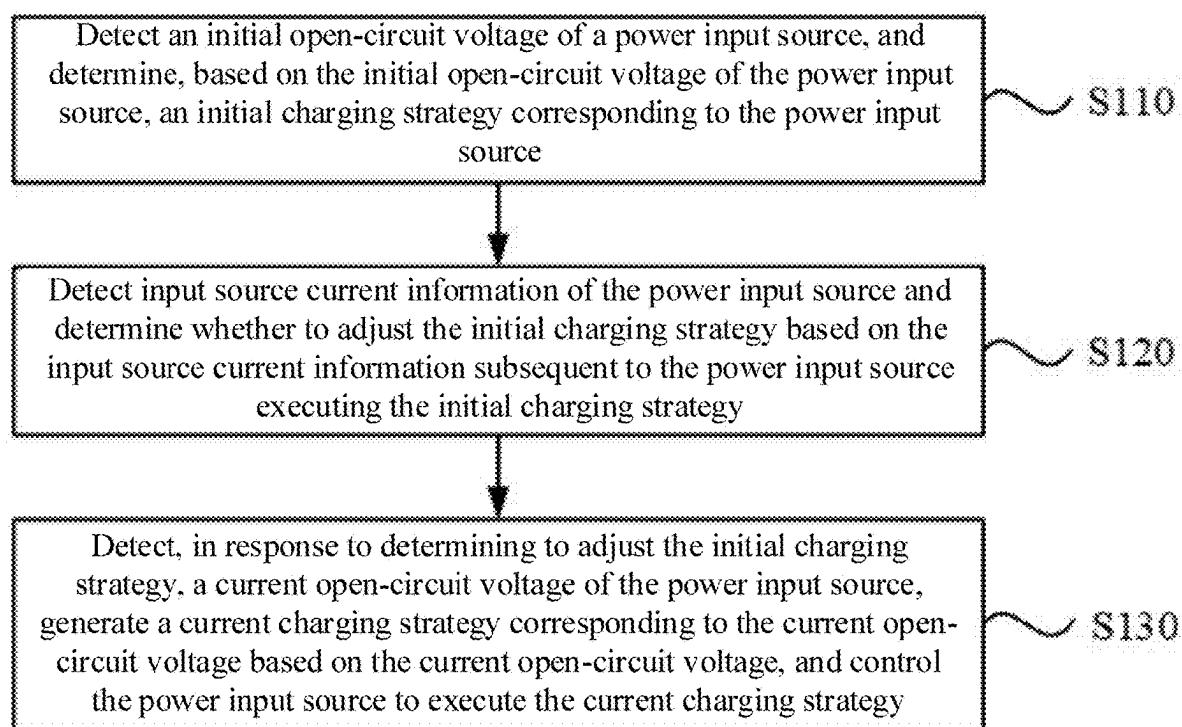 Detect an initial open-circuit voltage of a power input source, and
determine, based on the initial open-circuit voltage of the power input
source, an initial charging strategy corresponding to the power input
source
S110
Detect input source current information of the power input source and
determine whether to adjust the initial charging strategy based on the
input source current information subsequent to the power input source
executing the initial charging strategy
S120
Detect, in response to determining to adjust the initial charging
strategy, a current open-circuit voltage of the power input source,
generate a current charging strategy corresponding to the current open-
circuit voltage based on the current open-circuit voltage, and control
the power input source to execute the current charging strategy
S130